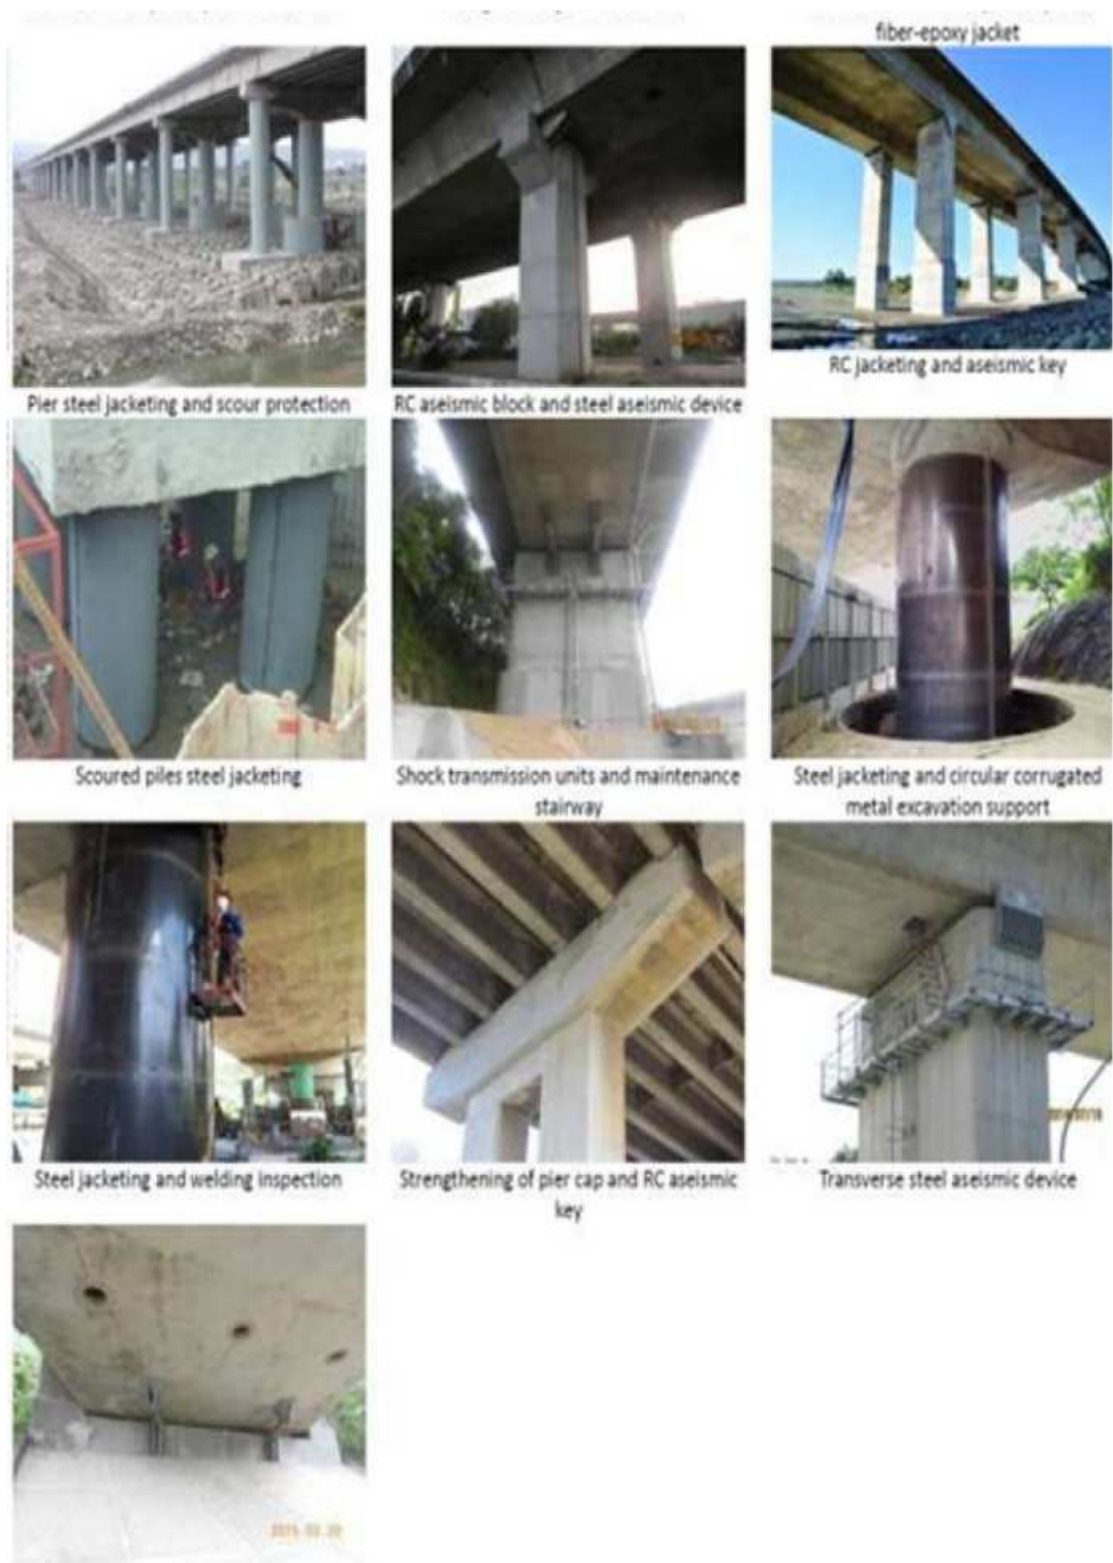 fiber-epoxy jacket
Pier steel jacketing and scour protection
RC aseismic block and steel aseismic device
RC jacketing and aseismic key
Scoured piles steel jacketing
Shock transmission units and maintenance
stairway
Steel jacketing and circular corrugated
metal excavation support
Steel jacketing and welding inspection
Strengthening of pier cap and RC aseismic
key
Transverse steel aseismic device